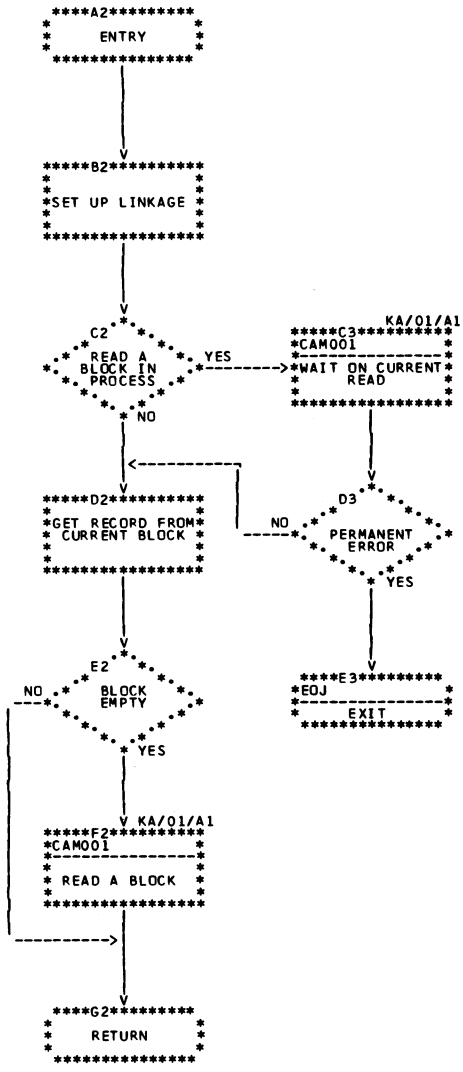 A2
ENTRY
B2
SET UP LINKAGE
C2
READ A
BLOCK IN
PROCESS
YES
NO
KA/01/A1
C3
CAM001
WAIT ON CURRENT
READ
D2
GET RECORD FROM
CURRENT BLOCK
D3
PERMANENT
ERROR
NO
YES
E2
BLOCK
EMPTY
NO
YES
E3
EOJ
EXIT
KA/01/A1
F2
CAM001
READ A BLOCK
G2
RETURN